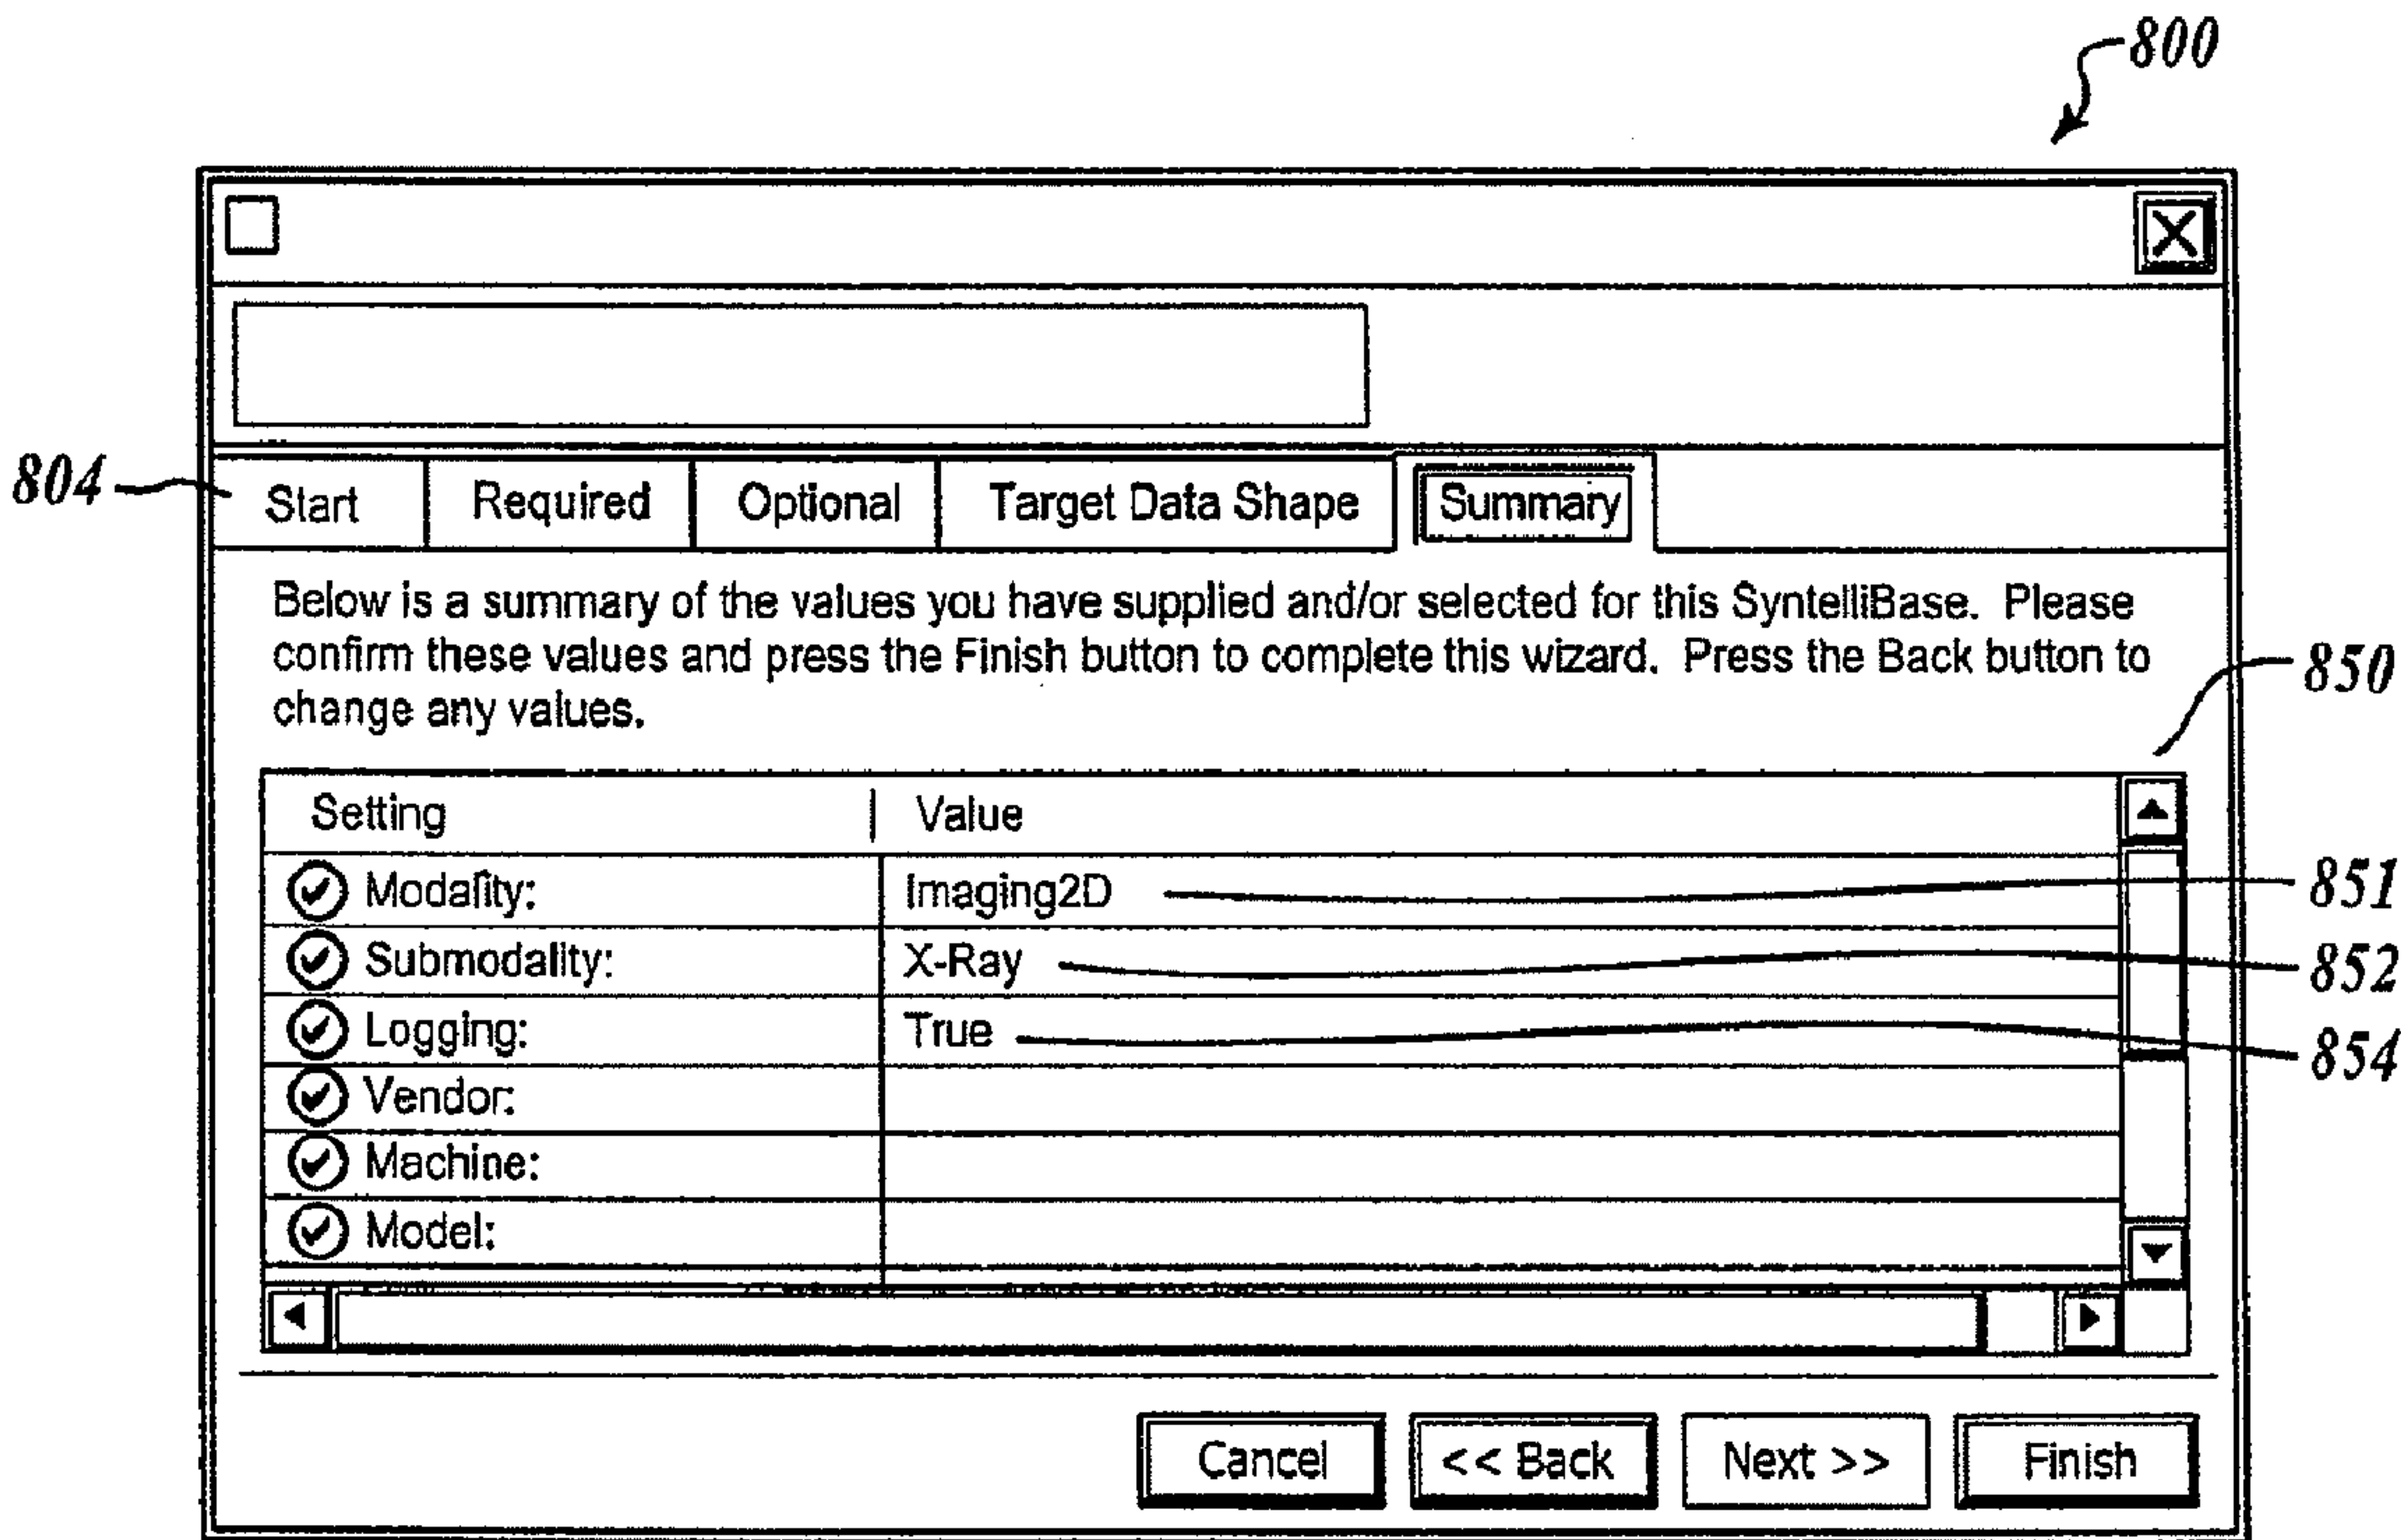 800
804
Start Required Optional Target Data Shape Summary
Below is a summary of the values you have supplied and/or selected for this SyntelliBase. Please
confirm these values and press the Finish button to complete this wizard. Press the Back button to
change any values.
850
Setting Value
Modality: Imaging2D 851
Submodality: X-Ray 852
Logging: True 854
Vendor:
Machine:
Model:
Cancel << Back Next >> Finish